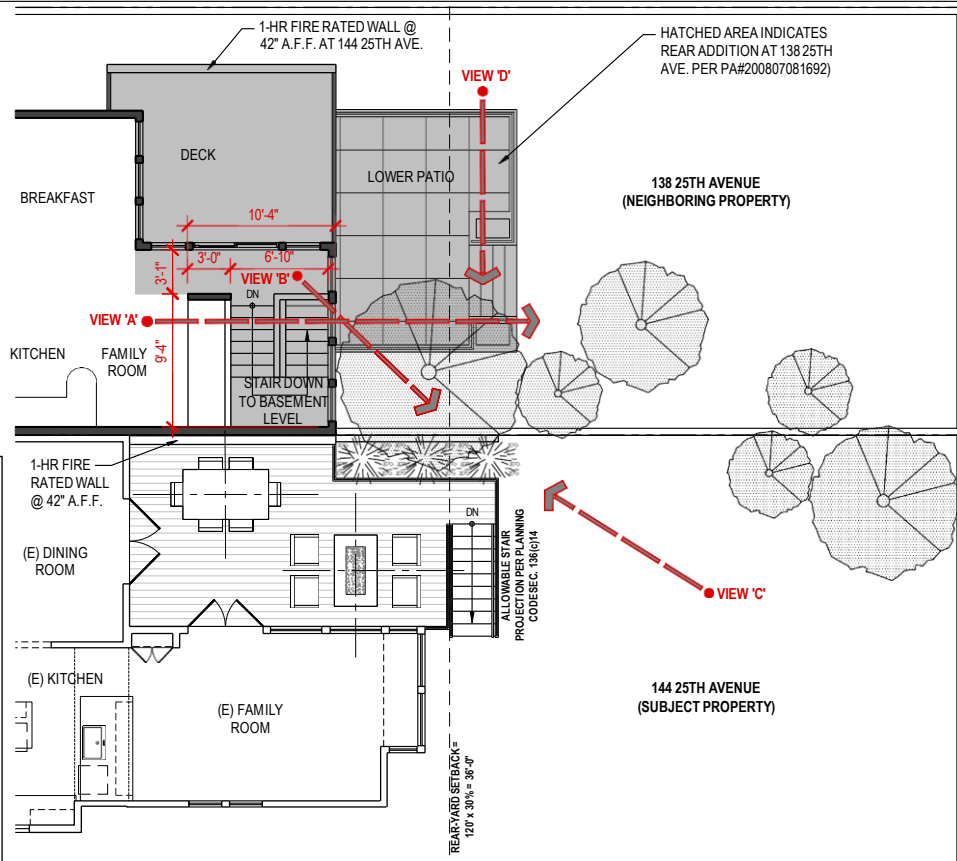 1-HR FIRE RATED WALL @
42" A.F.F. AT 144 25TH AVE.
HATCHED AREA INDICATES
REAR ADDITION AT 138 25TH
AVE. PER PA#200807081692)
VIEW 'D'
DECK
LOWER PATIO
BREAKFAST
138 25TH AVENUE
(NEIGHBORING PROPERTY)
10'-4"
3'-0"
6'-10"
3'-1"
VIEW 'B'
DN
VIEW 'A'
9'-4"
KITCHEN
FAMILY
ROOM
STAIR DOWN
TO BASEMENT
LEVEL
1-HR FIRE
RATED WALL
@ 42" A.F.F.
(E) DINING
ROOM
DN
ALLOWABLE STAIR
PROJECTION PER PLANNING
CODE SEC. 136(c)14
VIEW 'C'
(E) KITCHEN
(E) FAMILY
ROOM
144 25TH AVENUE
(SUBJECT PROPERTY)
REAR-YARD SETBACK =
120' x 30% = 36'-0"